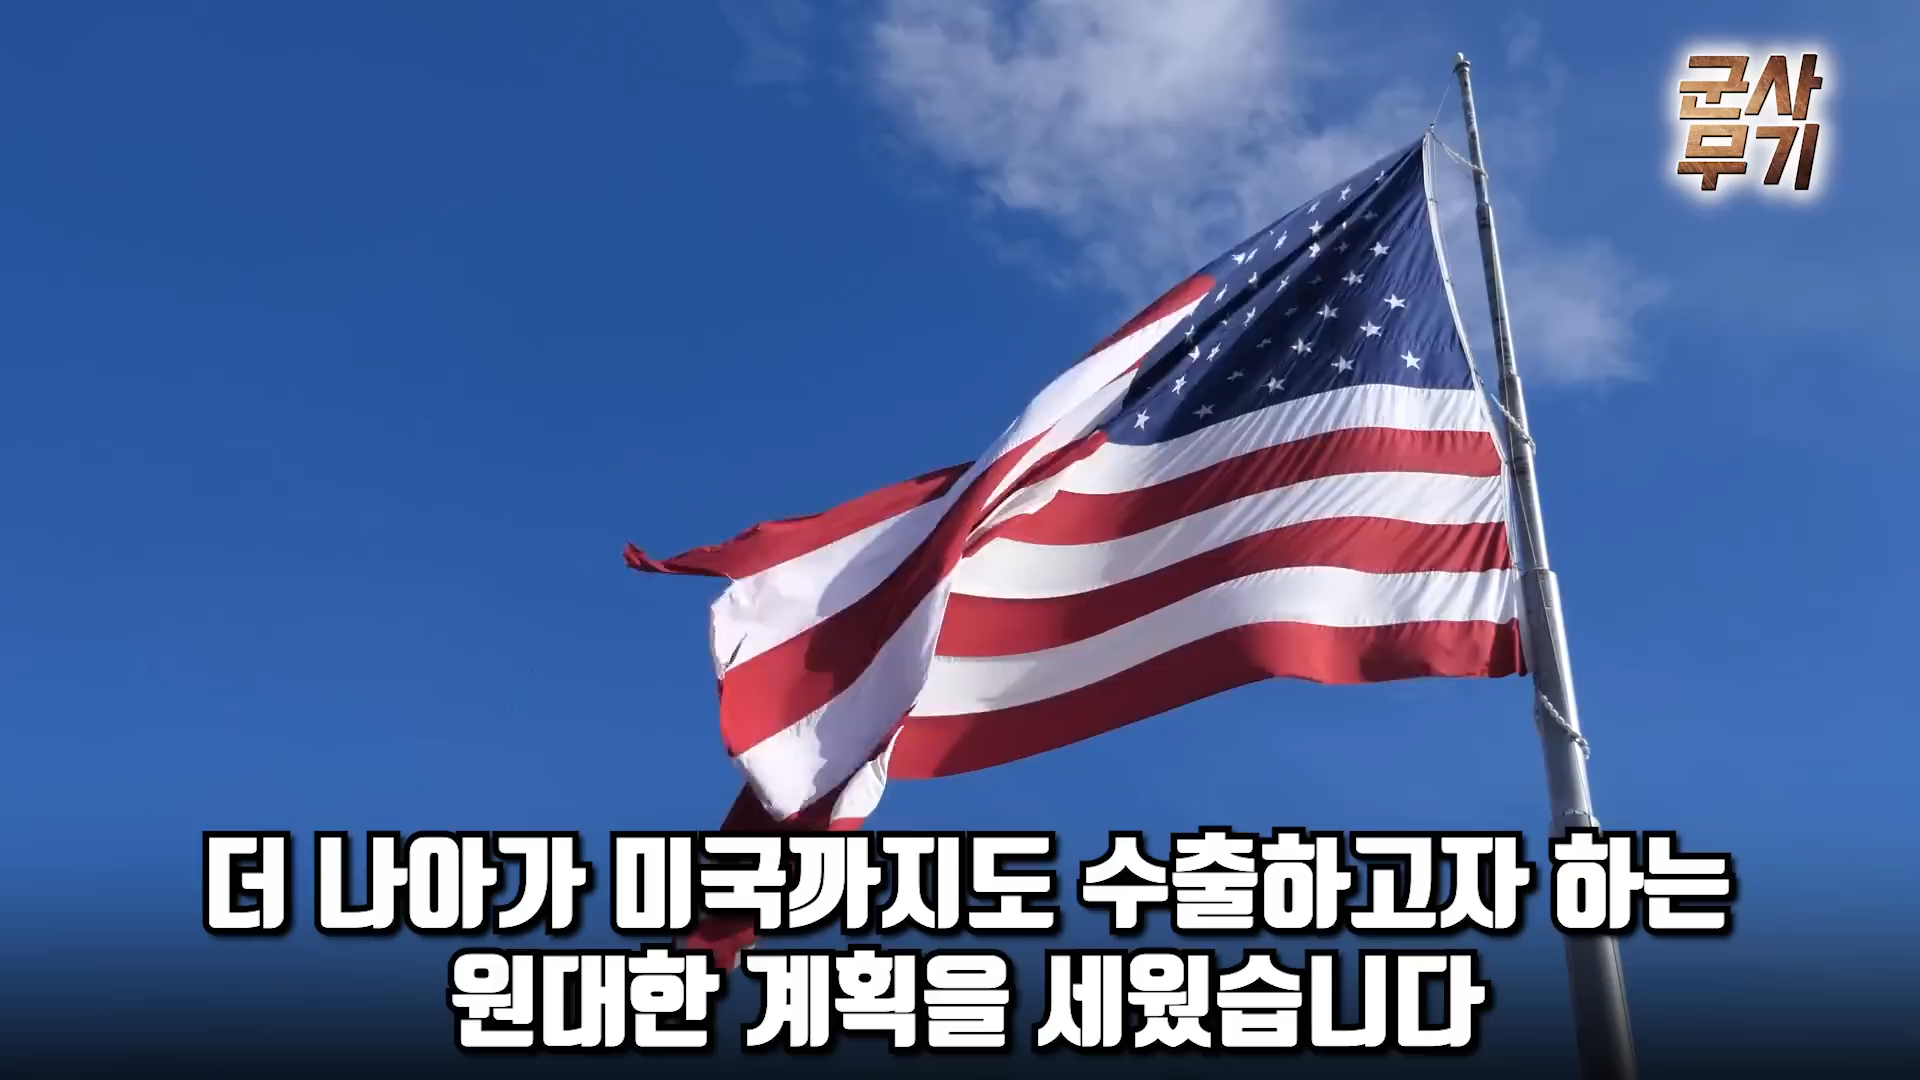 군사
무기
더 나아가 미국까지도 수출하고자 하는
원대한 계획을 세웠습니다